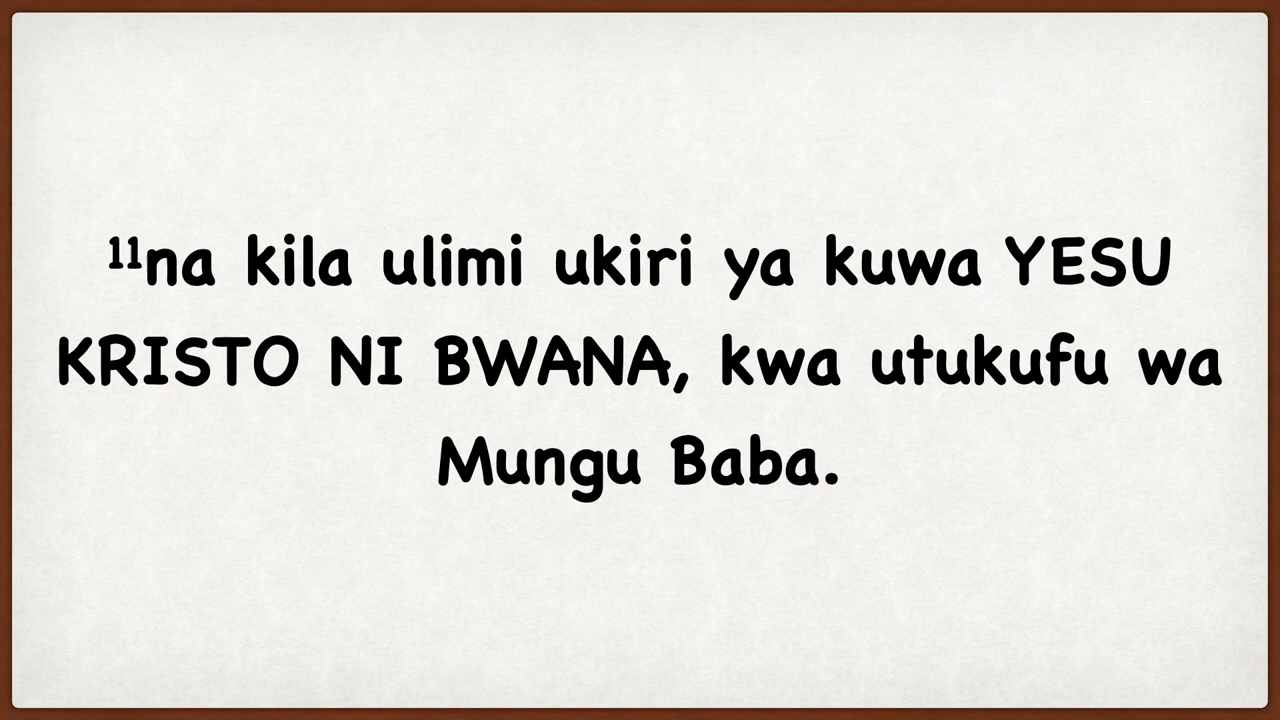 ¹¹na kila ulimi ukiri ya kuwa YESU
KRISTO NI BWANA, kwa utukufu wa
Mungu Baba.